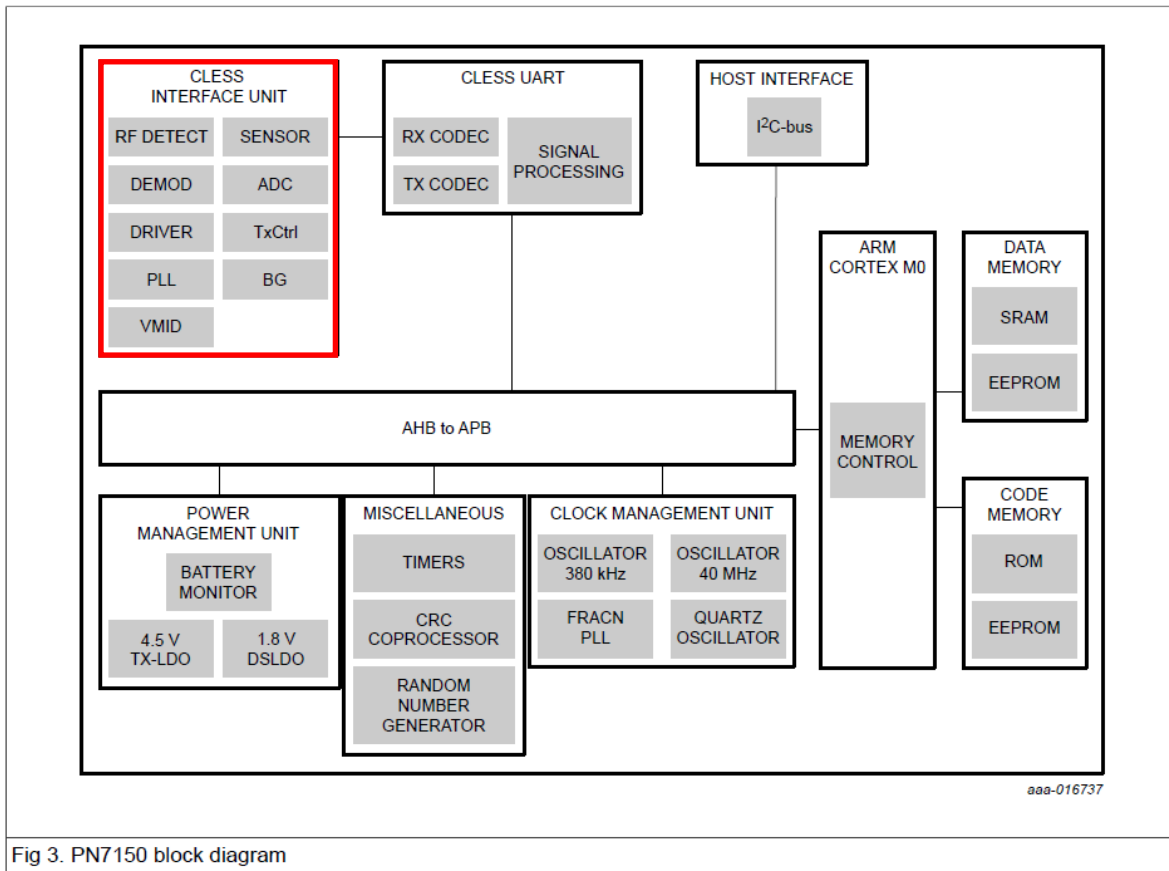 CLESS
INTERFACE UNIT
RF DETECT
SENSOR
DEMOD
ADC
DRIVER
TxCtrl
PLL
BG
VMID
CLESS UART
RX CODEC
TX CODEC
SIGNAL
PROCESSING
HOST INTERFACE
I²C-bus
ARM
CORTEX M0
MEMORY
CONTROL
DATA
MEMORY
SRAM
EEPROM
CODE
MEMORY
ROM
EEPROM
AHB to APB
POWER
MANAGEMENT UNIT
BATTERY
MONITOR
4.5 V
TX-LDO
1.8 V
DSLDO
MISCELLANEOUS
TIMERS
CRC
COPROCESSOR
RANDOM
NUMBER
GENERATOR
CLOCK MANAGEMENT UNIT
OSCILLATOR
380 kHz
OSCILLATOR
40 MHz
FRACN
PLL
QUARTZ
OSCILLATOR
aaa-016737
Fig 3. PN7150 block diagram